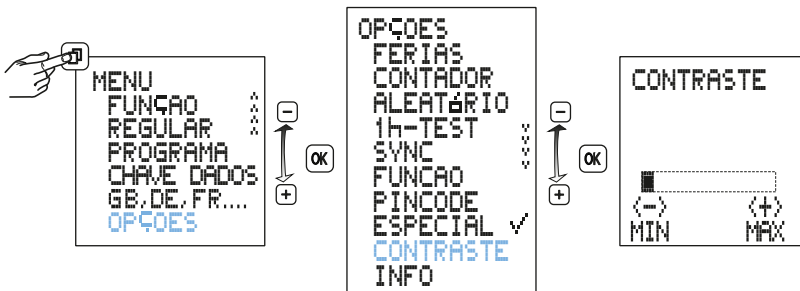 MENU
FUNÇAO
REGULAR
PROGRAMA
CHAVE DADOS
GB,DE,FR....
OPÇOES
−
OK
+
OPÇOES
FERIAS
CONTADOR
ALEATóRIO
1h-TEST
SYNC
FUNCAO
PINCODE
ESPECIAL ✓
CONTRASTE
INFO
−
OK
+
CONTRASTE
(−) (+)
MIN MAX